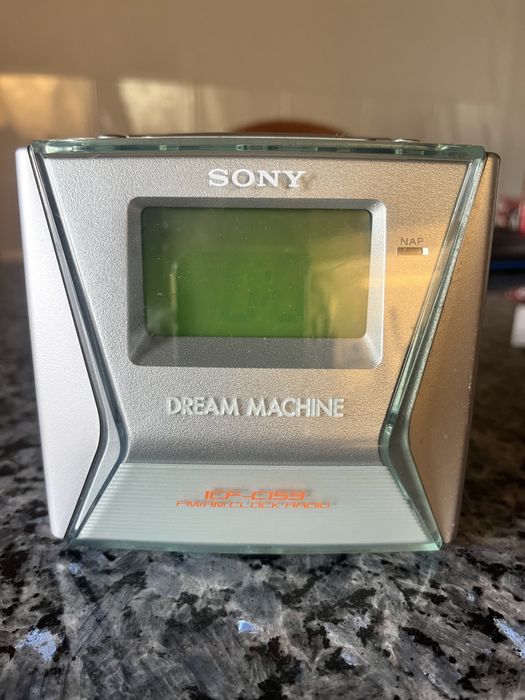 SONY
NAP
DREAM MACHINE
ICF-C153
FM/AM CLOCK RADIO